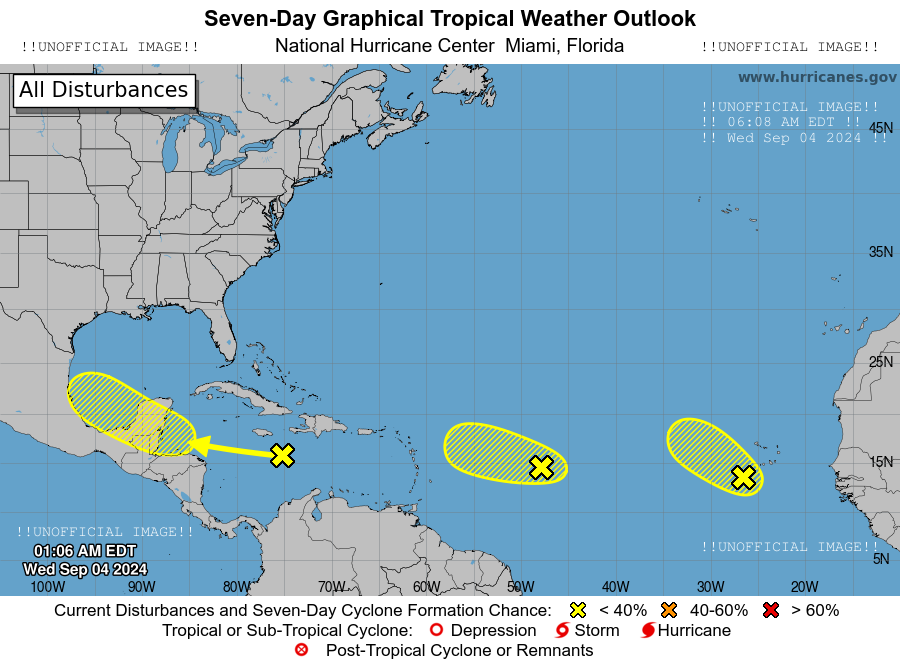 Seven-Day Graphical Tropical Weather Outlook
!!UNOFFICIAL IMAGE!!
National Hurricane Center  Miami, Florida
!!UNOFFICIAL IMAGE!!
All Disturbances
www.hurricanes.gov
!!UNOFFICIAL IMAGE!!
!! 06:08 AM EDT !!
!! Wed Sep 04 2024 !!
45N
35N
25N
15N
!!UNOFFICIAL IMAGE!!
01:06 AM EDT
Wed Sep 04 2024
!!UNOFFICIAL IMAGE!!
5N
100W 90W 80W 70W 60W 50W 40W 30W 20W
Current Disturbances and Seven-Day Cyclone Formation Chance: < 40% 40-60% > 60%
Tropical or Sub-Tropical Cyclone: Depression Storm Hurricane
Post-Tropical Cyclone or Remnants